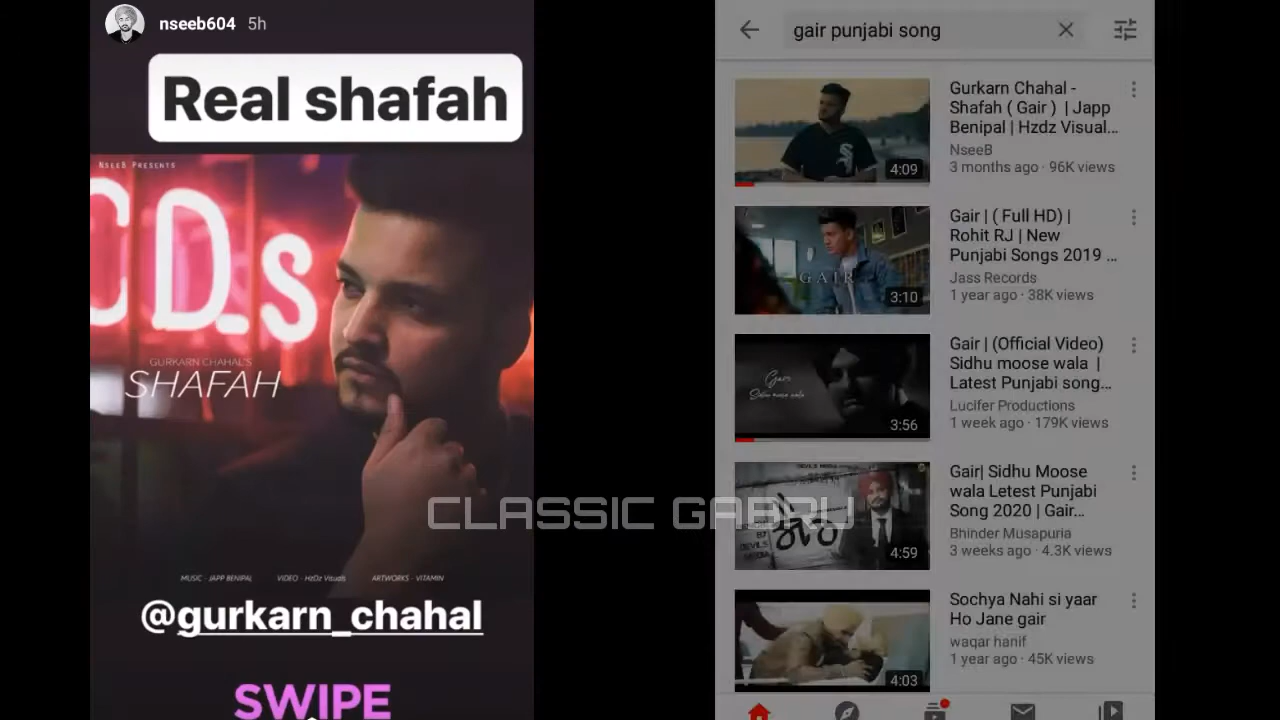 nseeb604 5h
Real shafah
NseeB Presents
CD.s
GURKARN CHAHAL'S
SHAFAH
MUSIC - JAPP BENIPAL VIDEO - HzDz Visuals ARTWORKS - VITAMIN
@gurkarn_chahal
SWIPE
CLASSIC GABRU
gair punjabi song
Gurkarn Chahal -
Shafah ( Gair ) | Japp
Benipal | Hzdz Visual...
NseeB
3 months ago · 96K views
4:09
Gair | ( Full HD) |
Rohit RJ | New
Punjabi Songs 2019 ...
Jass Records
1 year ago · 38K views
GAIR
3:10
Gair | (Official Video)
Sidhu moose wala |
Latest Punjabi song...
Lucifer Productions
1 week ago · 179K views
Gair
Sidhu moose wala
3:56
Gair| Sidhu Moose
wala Letest Punjabi
Song 2020 | Gair...
Bhinder Musapuria
3 weeks ago · 4.3K views
ਗੈਰ
4:59
Sochya Nahi si yaar
Ho Jane gair
waqar hanif
1 year ago · 45K views
4:03